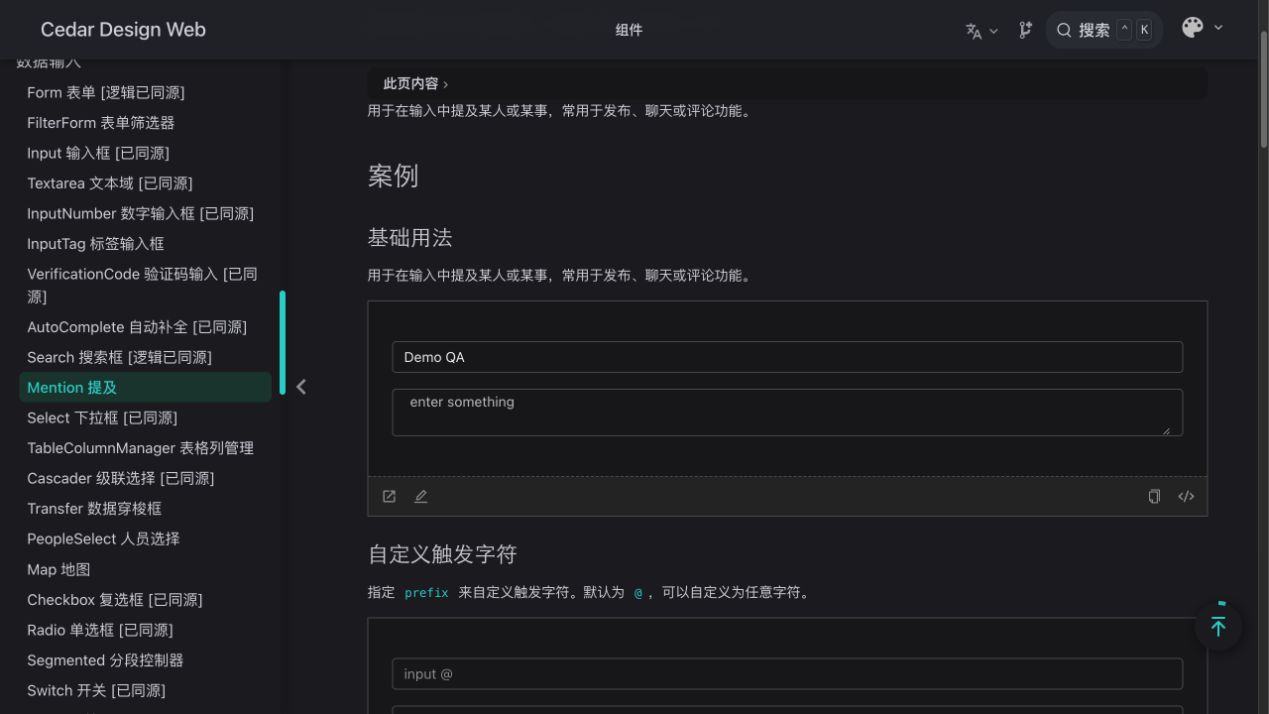 Cedar Design Web
组件
搜索 ^ K
数据输入
Form 表单 [逻辑已同源]
FilterForm 表单筛选器
Input 输入框 [已同源]
Textarea 文本域 [已同源]
InputNumber 数字输入框 [已同源]
InputTag 标签输入框
VerificationCode 验证码输入 [已同
源]
AutoComplete 自动补全 [已同源]
Search 搜索框 [逻辑已同源]
Mention 提及
Select 下拉框 [已同源]
TableColumnManager 表格列管理
Cascader 级联选择 [已同源]
Transfer 数据穿梭框
PeopleSelect 人员选择
Map 地图
Checkbox 复选框 [已同源]
Radio 单选框 [已同源]
Segmented 分段控制器
Switch 开关 [已同源]
此页内容 ›
用于在输入中提及某人或某事，常用于发布、聊天或评论功能。
案例
基础用法
用于在输入中提及某人或某事，常用于发布、聊天或评论功能。
Demo QA
enter something
自定义触发字符
指定 prefix 来自定义触发字符。默认为 @ ，可以自定义为任意字符。
input @